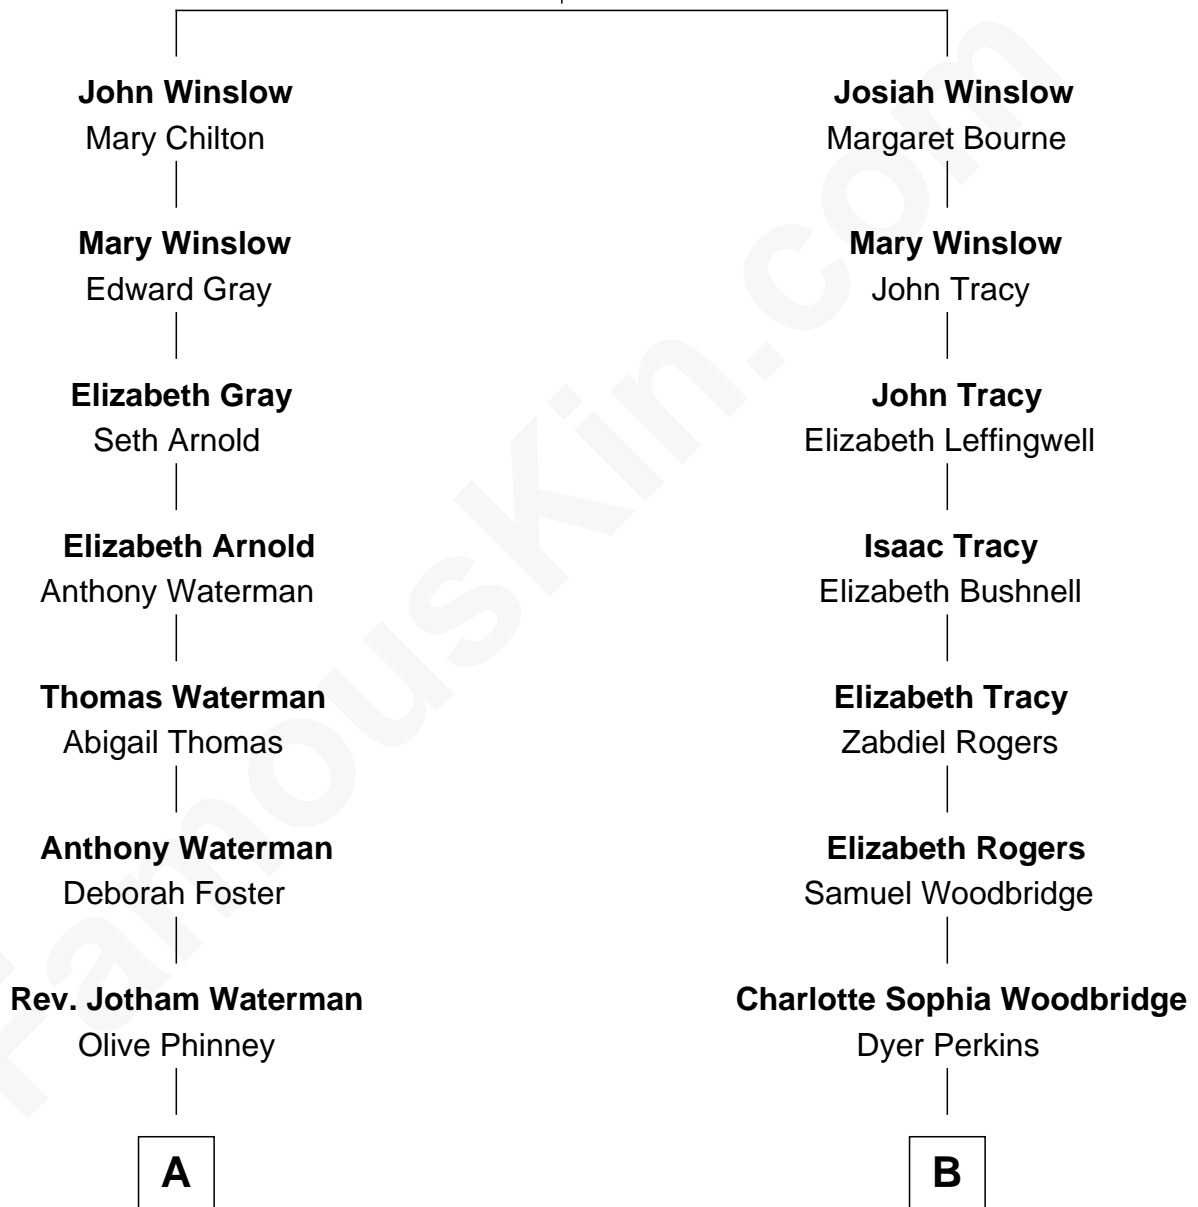 John Winslow
Mary Chilton
Mary Winslow
Edward Gray
Elizabeth Gray
Seth Arnold
Elizabeth Arnold
Anthony Waterman
Thomas Waterman
Abigail Thomas
Anthony Waterman
Deborah Foster
Rev. Jotham Waterman
Olive Phinney
A
Josiah Winslow
Margaret Bourne
Mary Winslow
John Tracy
John Tracy
Elizabeth Leffingwell
Isaac Tracy
Elizabeth Bushnell
Elizabeth Tracy
Zabdiel Rogers
Elizabeth Rogers
Samuel Woodbridge
Charlotte Sophia Woodbridge
Dyer Perkins
B
FamousKin.com